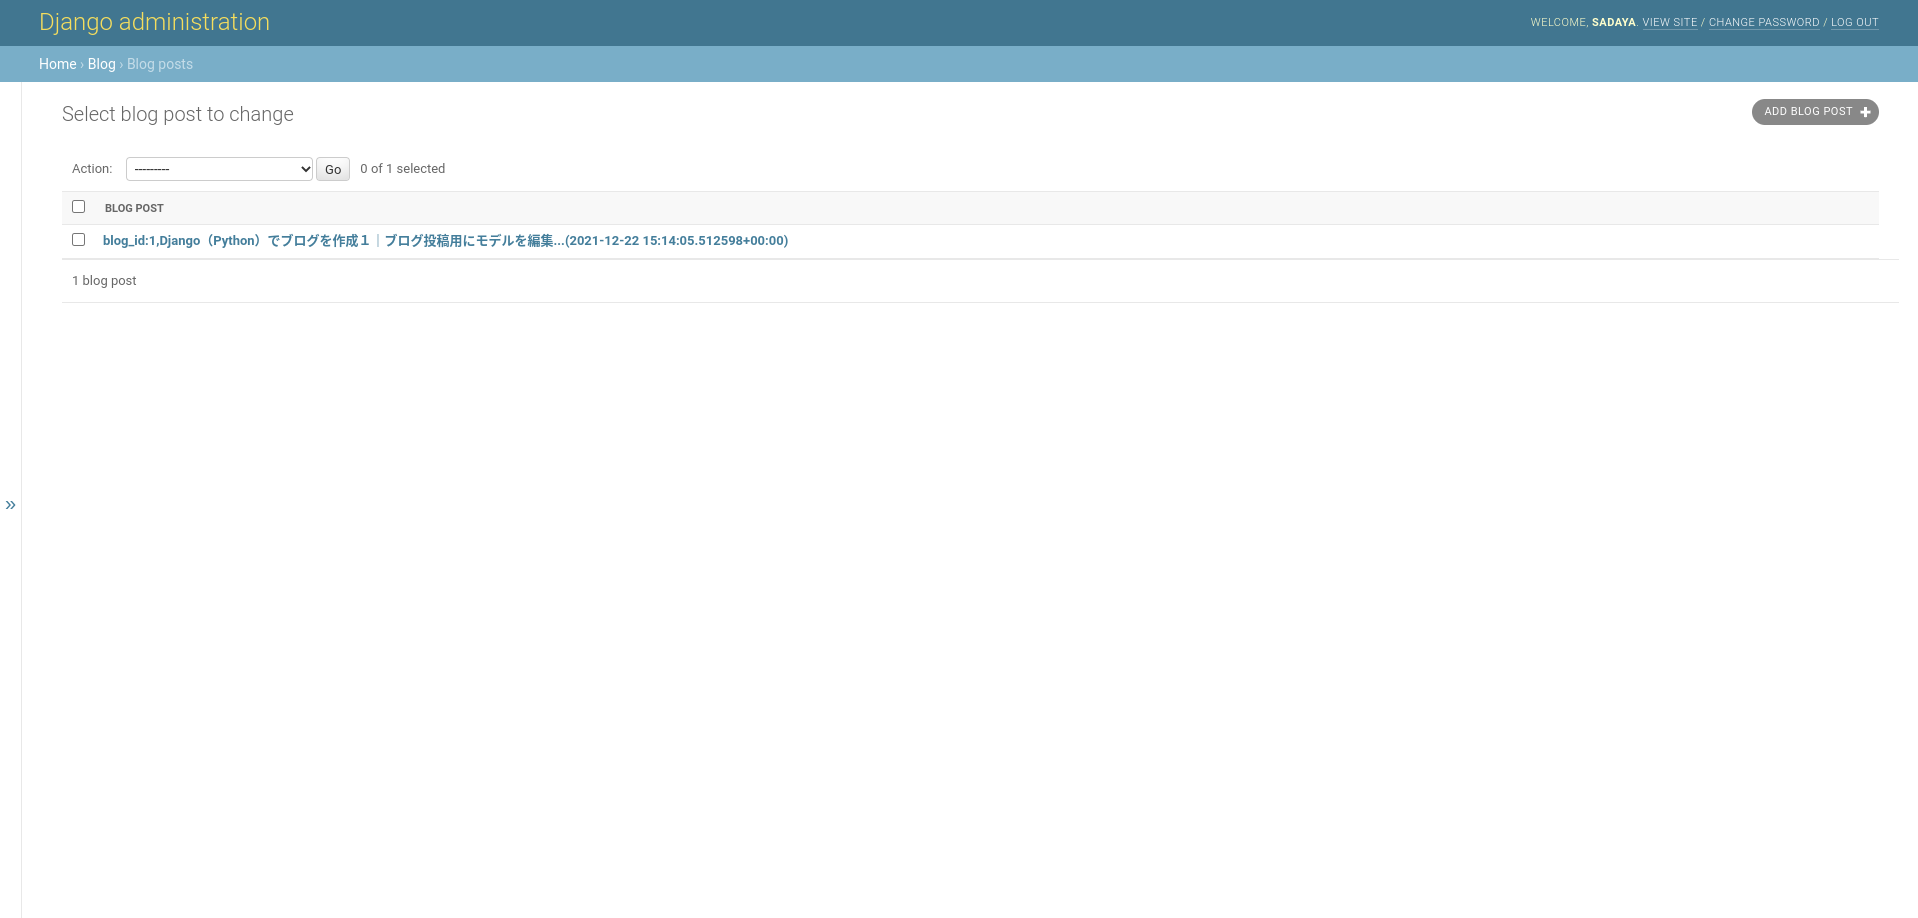 Django administration
WELCOME, SADAYA. VIEW SITE / CHANGE PASSWORD / LOG OUT
Home › Blog › Blog posts
Select blog post to change
ADD BLOG POST
Action: --------- Go 0 of 1 selected
BLOG POST
blog_id:1,Django（Python）でブログを作成１｜ブログ投稿用にモデルを編集...(2021-12-22 15:14:05.512598+00:00)
1 blog post
»